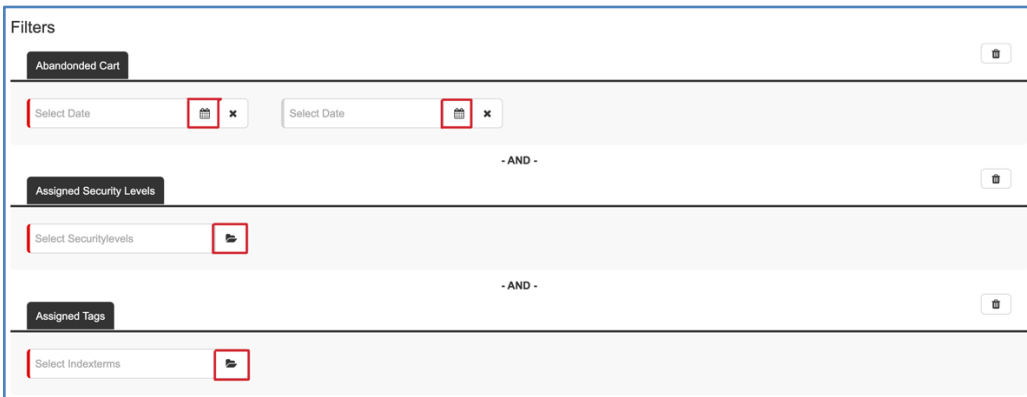 Filters
Abandonded Cart
Select Date
Select Date
- AND -
Assigned Security Levels
Select Securitylevels
- AND -
Assigned Tags
Select Indexterms